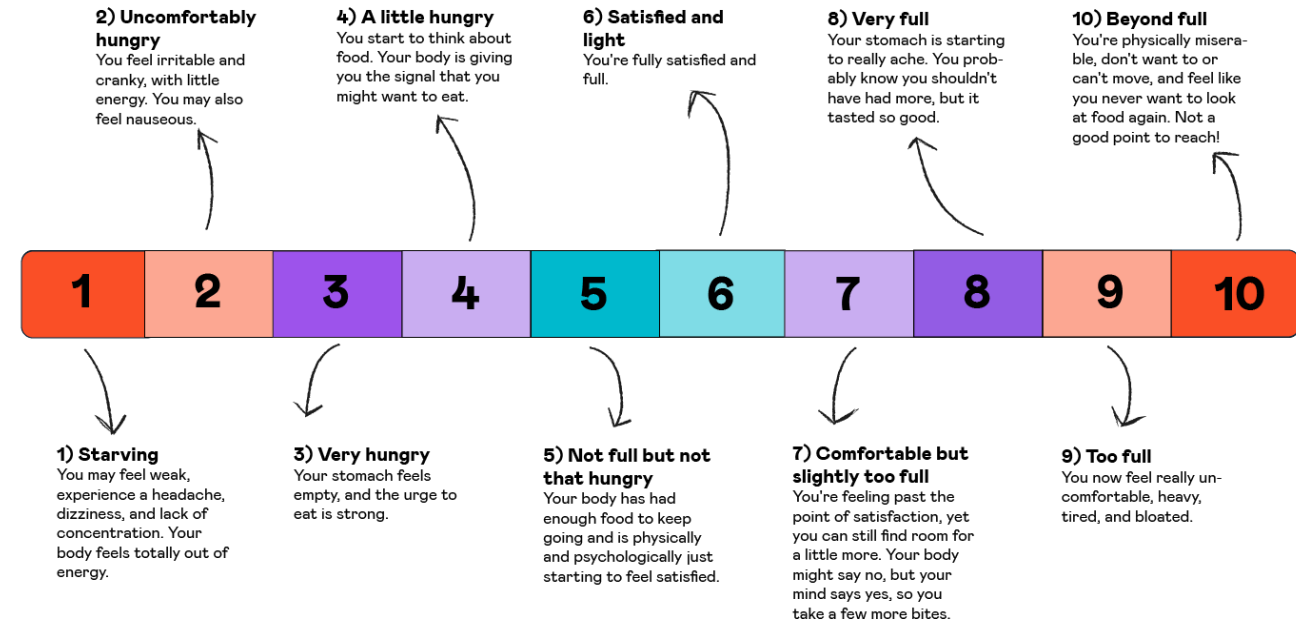 2) Uncomfortably
hungry
You feel irritable and
cranky, with little
energy. You may also
feel nauseous.
4) A little hungry
You start to think about
food. Your body is giving
you the signal that you
might want to eat.
6) Satisfied and
light
You're fully satisfied and
full.
8) Very full
Your stomach is starting
to really ache. You prob-
ably know you shouldn't
have had more, but it
tasted so good.
10) Beyond full
You're physically misera-
ble, don't want to or
can't move, and feel like
you never want to look
at food again. Not a
good point to reach!
1 2 3 4 5 6 7 8 9 10
1) Starving
You may feel weak,
experience a headache,
dizziness, and lack of
concentration. Your
body feels totally out of
energy.
3) Very hungry
Your stomach feels
empty, and the urge to
eat is strong.
5) Not full but not
that hungry
Your body has had
enough food to keep
going and is physically
and psychologically just
starting to feel satisfied.
7) Comfortable but
slightly too full
You're feeling past the
point of satisfaction, yet
you can still find room for
a little more. Your body
might say no, but your
mind says yes, so you
take a few more bites.
9) Too full
You now feel really un-
comfortable, heavy,
tired, and bloated.